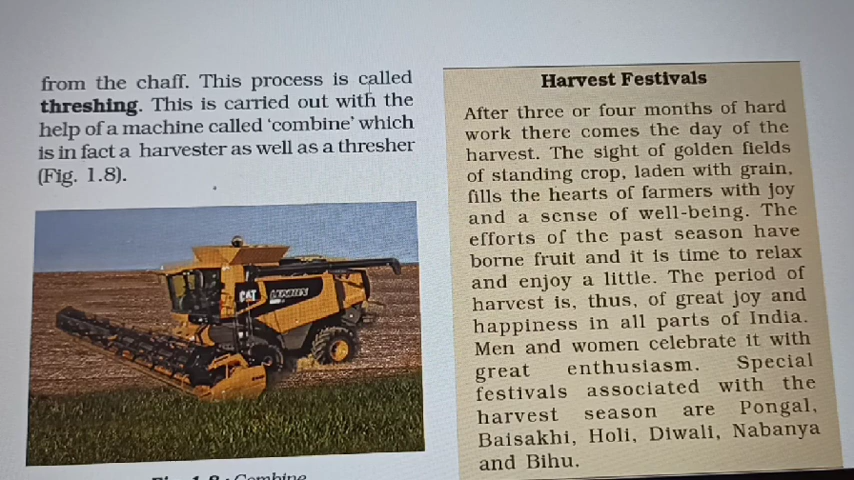 from the chaff. This process is called
threshing. This is carried out with the
help of a machine called ‘combine’ which
is in fact a harvester as well as a thresher
(Fig. 1.8).
CAT
LEXION
Fig. 1.8 : Combine
Harvest Festivals
After three or four months of hard
work there comes the day of the
harvest. The sight of golden fields
of standing crop, laden with grain,
fills the hearts of farmers with joy
and a sense of well-being. The
efforts of the past season have
borne fruit and it is time to relax
and enjoy a little. The period of
harvest is, thus, of great joy and
happiness in all parts of India.
Men and women celebrate it with
great enthusiasm. Special
festivals associated with the
harvest season are Pongal,
Baisakhi, Holi, Diwali, Nabanya
and Bihu.